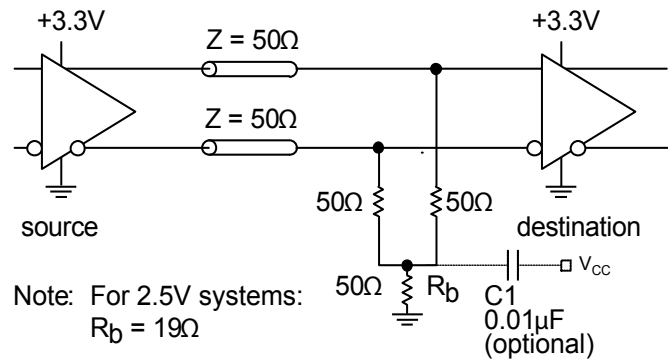 +3.3V
+3.3V
Z = 50Ω
Z = 50Ω
50Ω
50Ω
source
destination
50Ω
Rb
VCC
C1
0.01µF
(optional)
Note: For 2.5V systems:
Rb = 19Ω